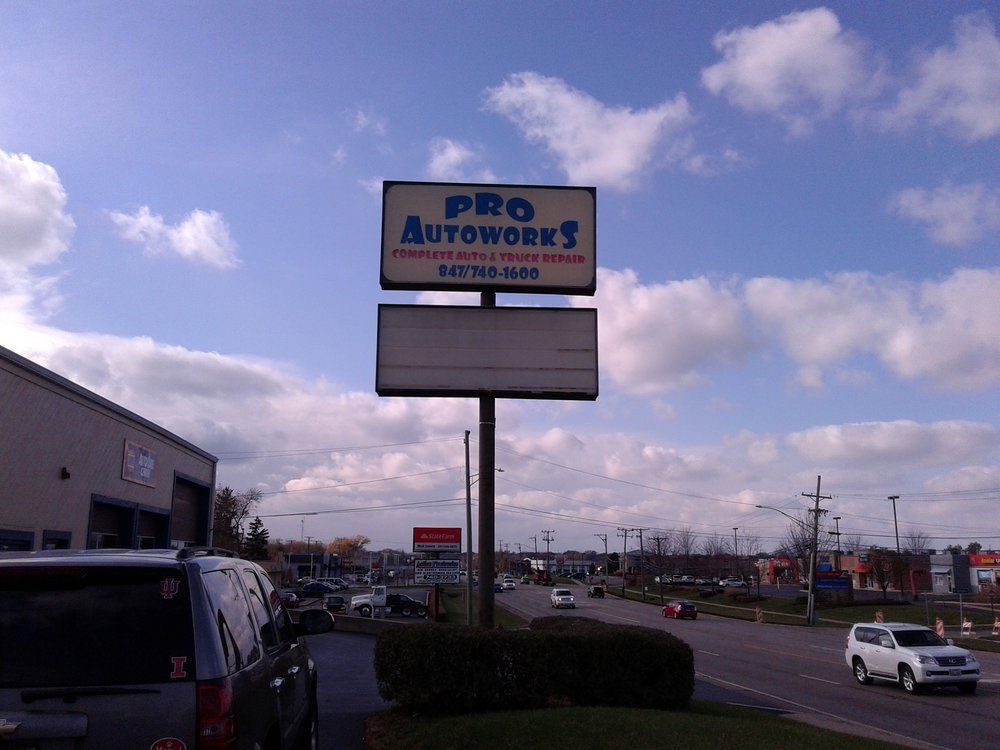 PRO
AUTOWORKS
COMPLETE AUTO & TRUCK REPAIR
847/740-1600
State Farm
I